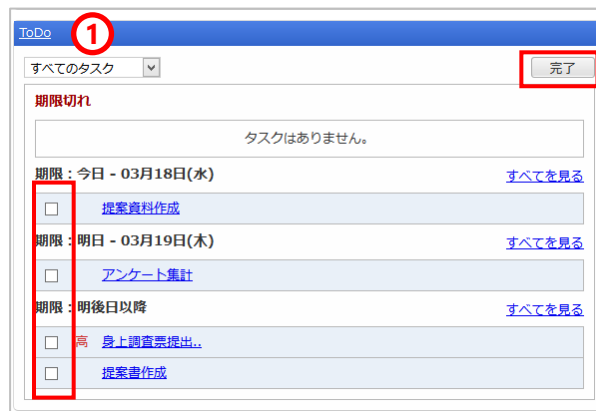 ToDo ①
すべてのタスク 完了
期限切れ
タスクはありません。
期限：今日 - 03月18日(水) すべてを見る
提案資料作成
期限：明日 - 03月19日(木) すべてを見る
アンケート集計
期限：明後日以降 すべてを見る
高 身上調査票提出..
提案書作成